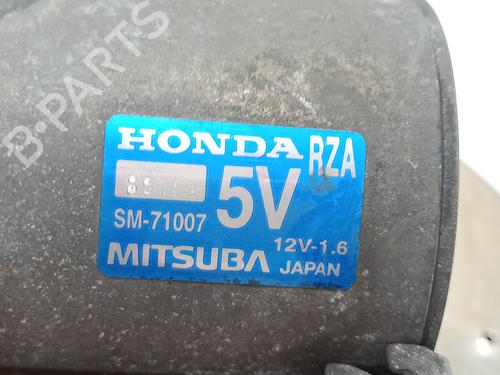 B-PARTS
HONDA RZA
5V
SM-71007
12V-1.6
MITSUBA JAPAN